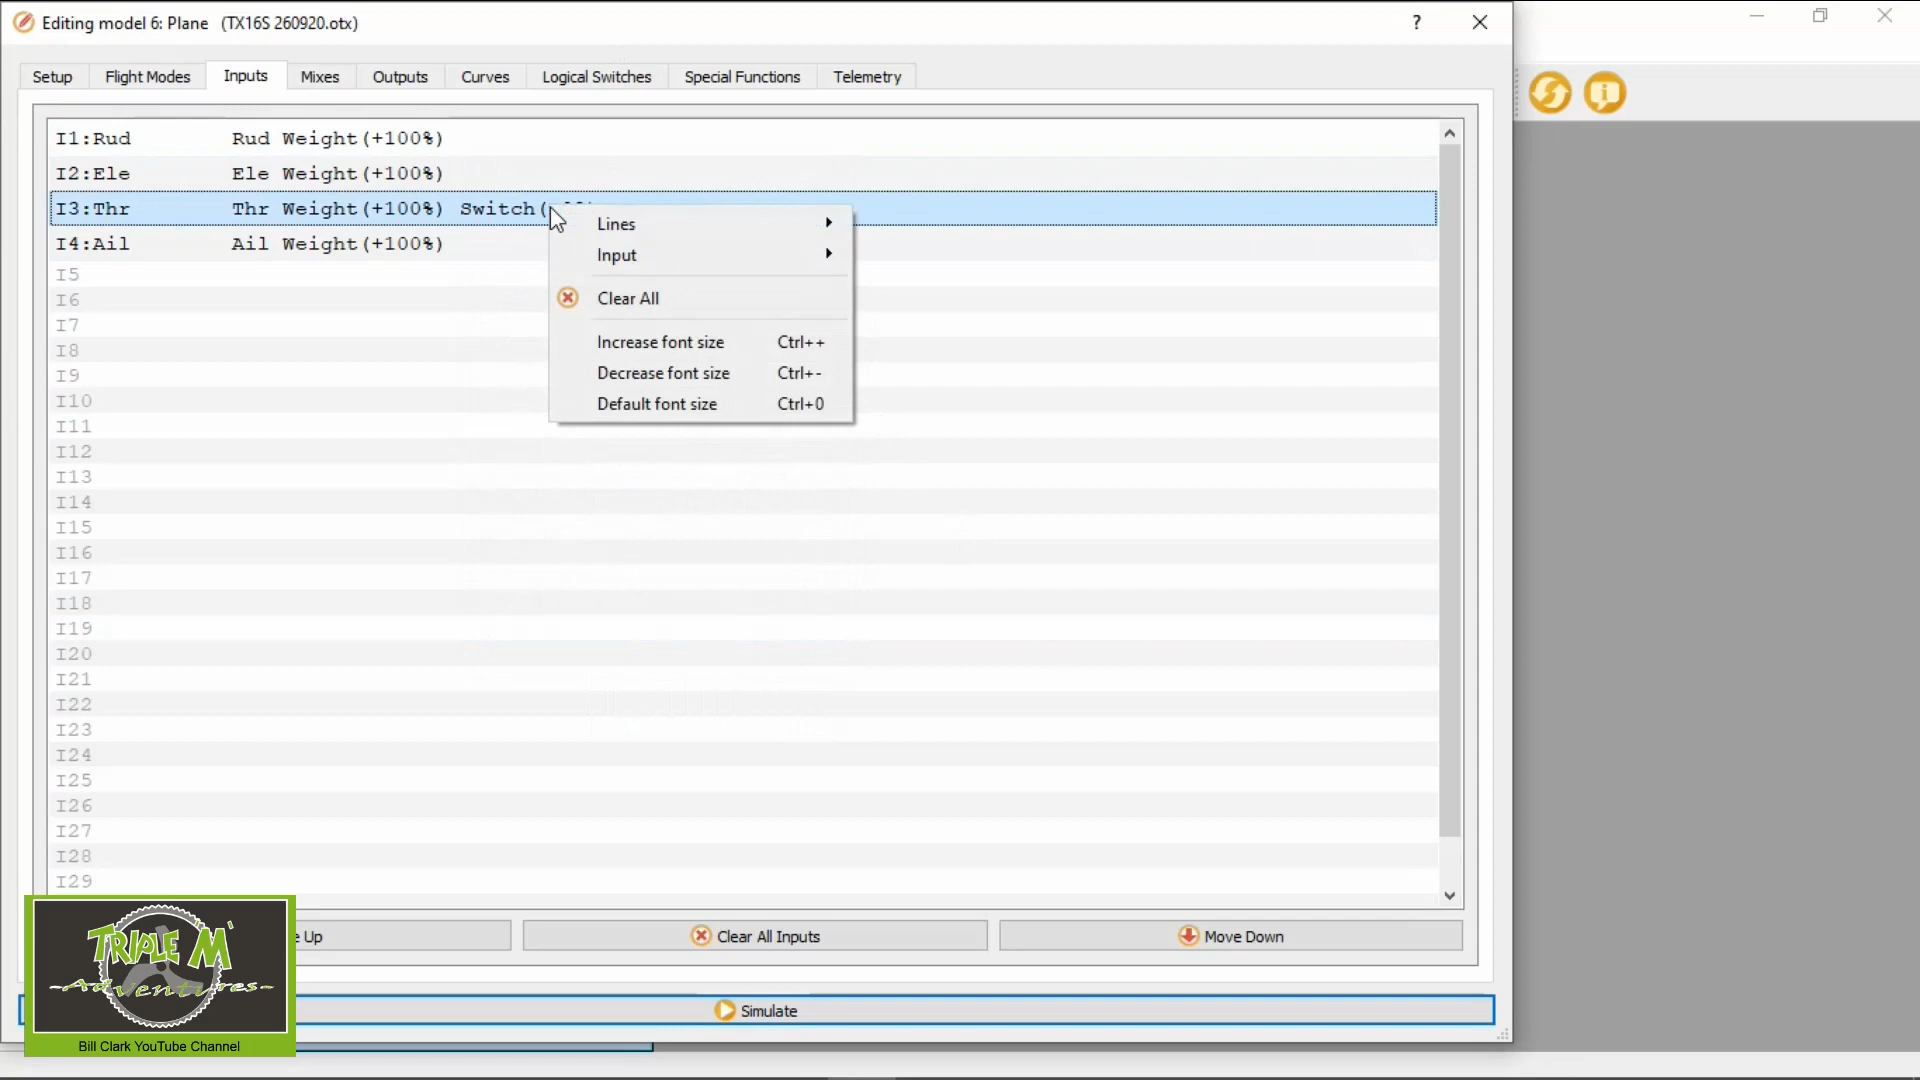 Editing model 6: Plane (TX16S 260920.otx)
?
Setup Flight Modes Inputs Mixes Outputs Curves Logical Switches Special Functions Telemetry
I1:Rud Rud Weight(+100%)
I2:Ele Ele Weight(+100%)
I3:Thr Thr Weight(+100%) Switch(
I4:Ail Ail Weight(+100%)
Lines
Input
Clear All
Increase font size Ctrl++
Decrease font size Ctrl+-
Default font size Ctrl+0
I5
I6
I7
I8
I9
I10
I11
I12
I13
I14
I15
I16
I17
I18
I19
I20
I21
I22
I23
I24
I25
I26
I27
I28
I29
Up Clear All Inputs Move Down
Simulate
TRIPLE M'
-Adventures-
Bill Clark YouTube Channel